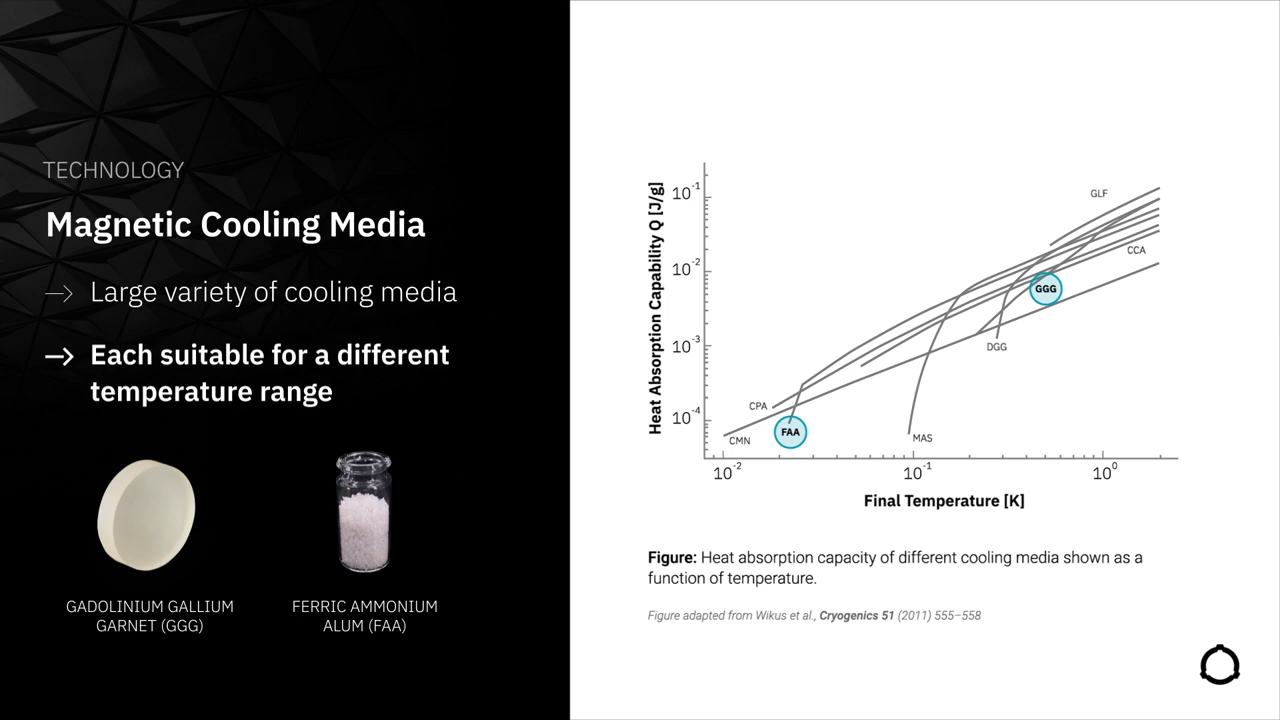 TECHNOLOGY
Magnetic Cooling Media
→ Large variety of cooling media
→ Each suitable for a different
temperature range
GADOLINIUM GALLIUM
GARNET (GGG)
FERRIC AMMONIUM
ALUM (FAA)
Heat Absorption Capability Q [J/g]
10⁻¹
10⁻²
10⁻³
10⁻⁴
GLF
CCA
GGG
DGG
CPA
FAA
CMN
MAS
10⁻²
10⁻¹
10⁰
Final Temperature [K]
Figure: Heat absorption capacity of different cooling media shown as a
function of temperature.
Figure adapted from Wikus et al., Cryogenics 51 (2011) 555–558